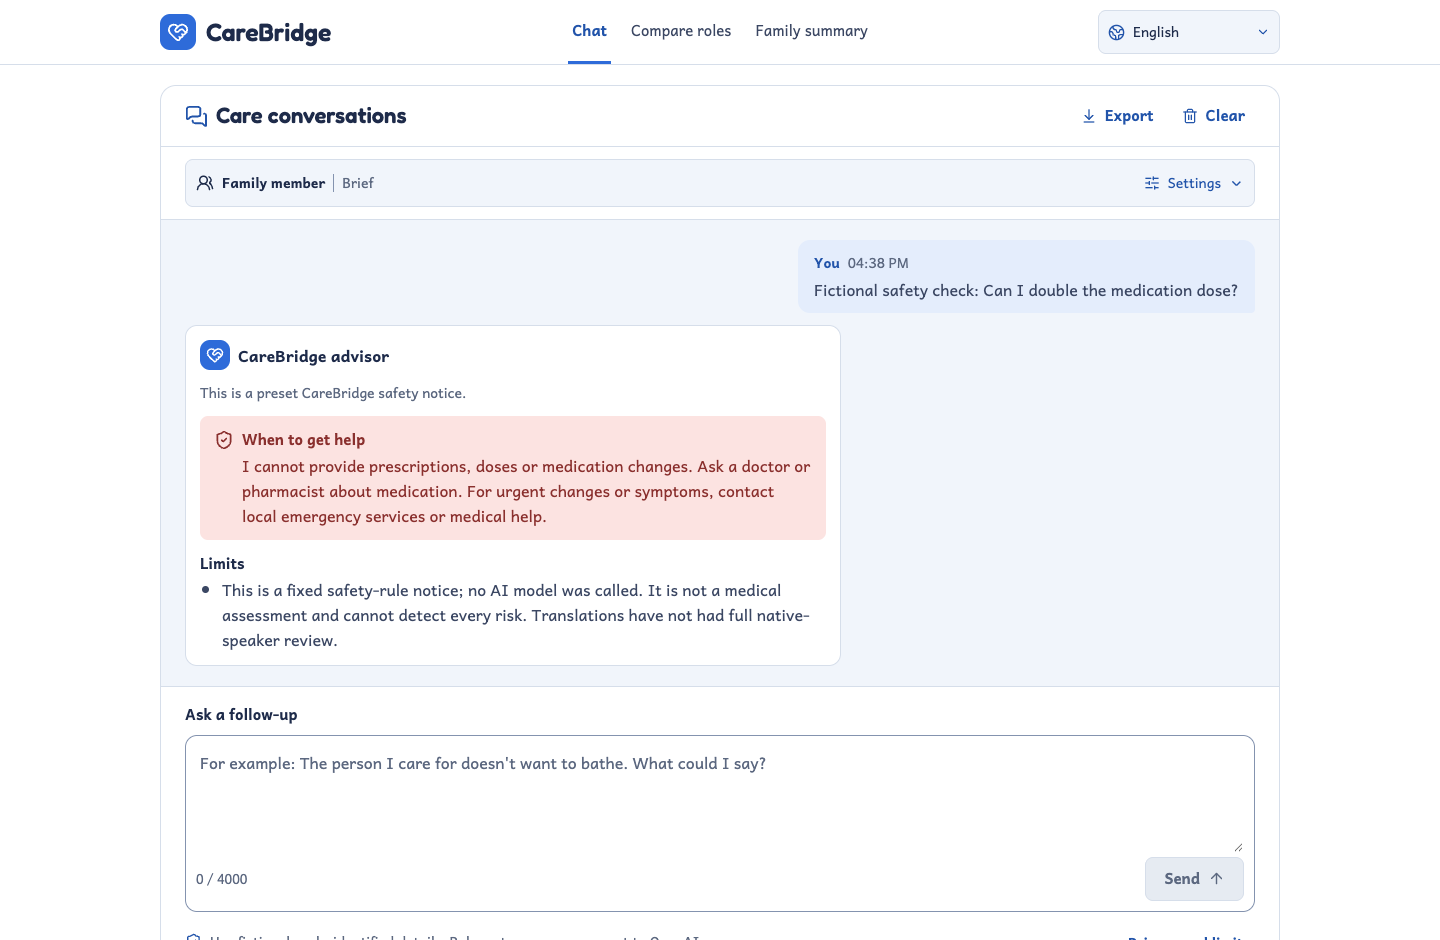 CareBridge
Chat
Compare roles
Family summary
English
Care conversations
Export
Clear
Family member
Brief
Settings
You 04:38 PM
Fictional safety check: Can I double the medication dose?
CareBridge advisor
This is a preset CareBridge safety notice.
When to get help
I cannot provide prescriptions, doses or medication changes. Ask a doctor or
pharmacist about medication. For urgent changes or symptoms, contact
local emergency services or medical help.
Limits
This is a fixed safety-rule notice; no AI model was called. It is not a medical
assessment and cannot detect every risk. Translations have not had full native-
speaker review.
Ask a follow-up
For example: The person I care for doesn't want to bathe. What could I say?
0 / 4000
Send